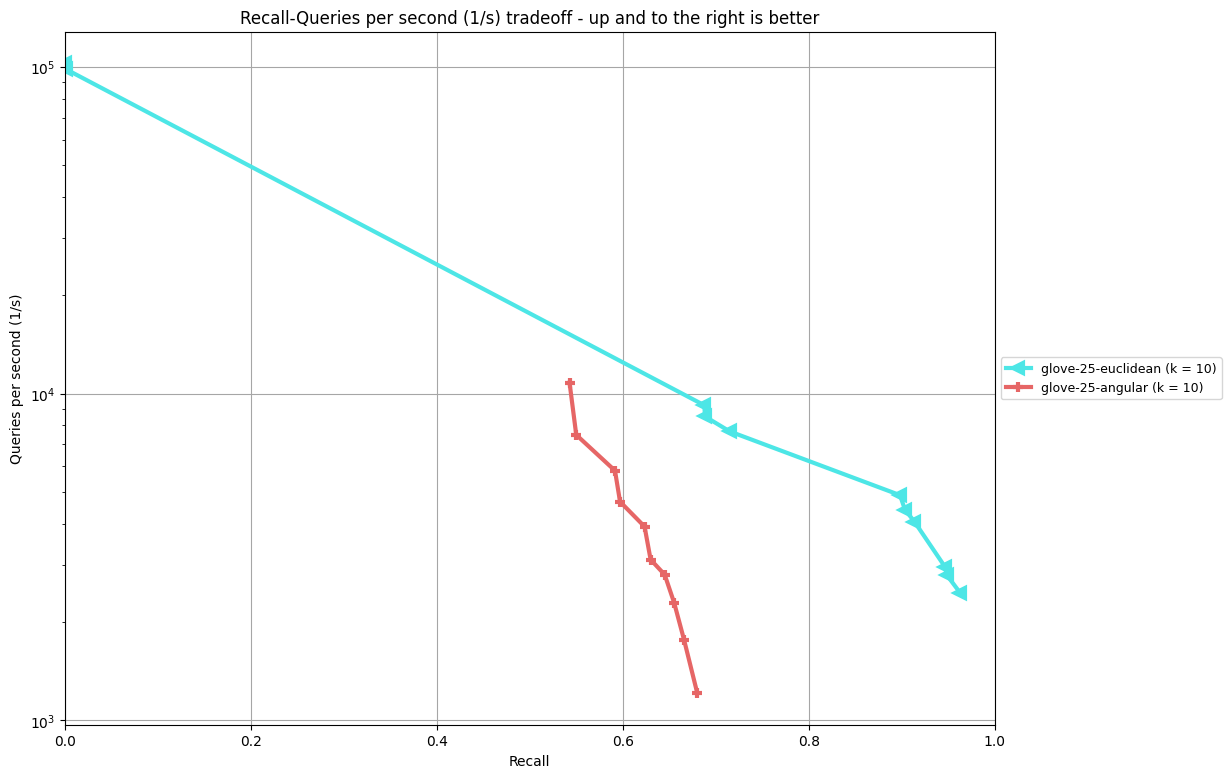 Recall-Queries per second (1/s) tradeoff - up and to the right is better
10^5
10^4
10^3
Queries per second (1/s)
0.0 0.2 0.4 0.6 0.8 1.0
Recall
glove-25-euclidean (k = 10)
glove-25-angular (k = 10)